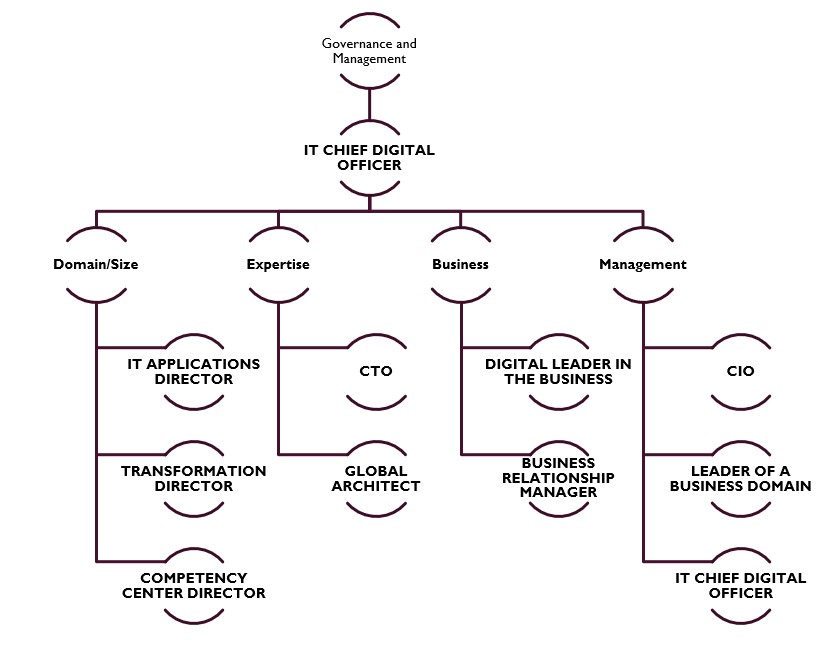 Governance and
Management
IT CHIEF DIGITAL
OFFICER
Domain/Size
Expertise
Business
Management
IT APPLICATIONS
DIRECTOR
CTO
DIGITAL LEADER IN
THE BUSINESS
CIO
TRANSFORMATION
DIRECTOR
GLOBAL
ARCHITECT
BUSINESS
RELATIONSHIP
MANAGER
LEADER OF A
BUSINESS DOMAIN
COMPETENCY
CENTER DIRECTOR
IT CHIEF DIGITAL
OFFICER